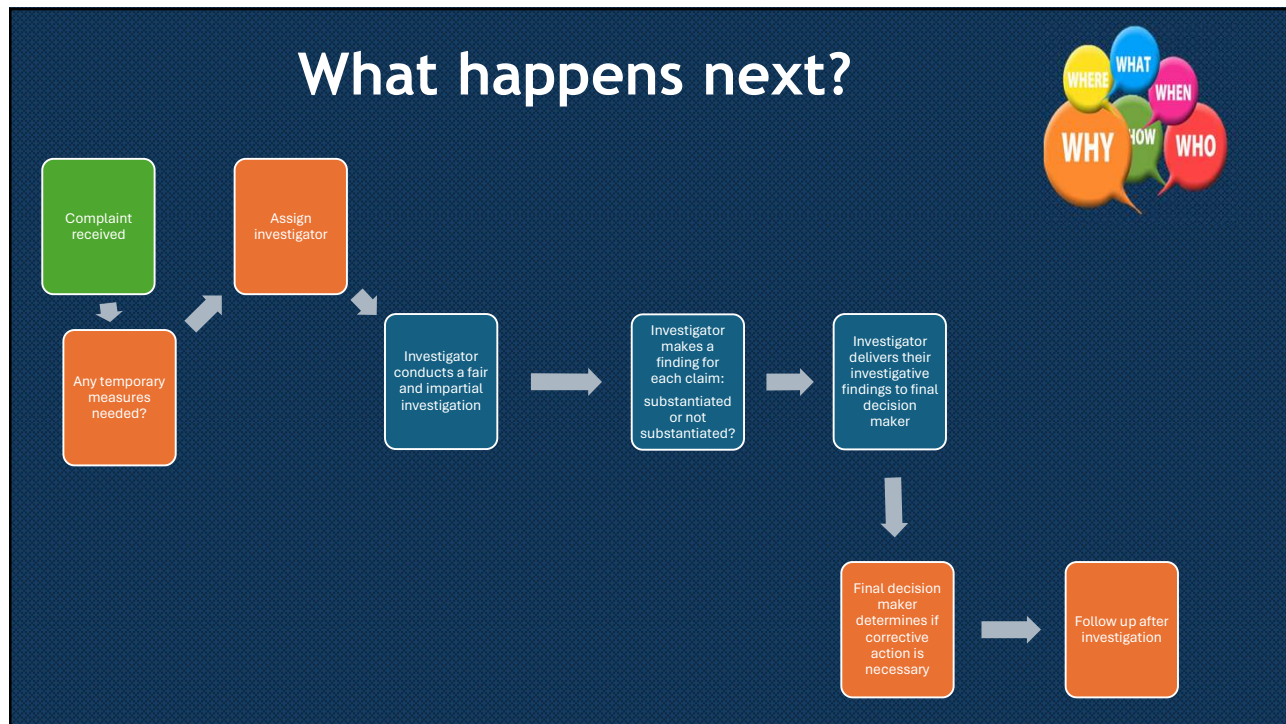 What happens next?
WHERE
WHAT
WHEN
WHY
HOW
WHO
Complaint
received
Any temporary
measures
needed?
Assign
investigator
Investigator
conducts a fair
and impartial
investigation
Investigator
makes a
finding for
each claim:
substantiated
or not
substantiated?
Investigator
delivers their
investigative
findings to final
decision
maker
Final decision
maker
determines if
corrective
action is
necessary
Follow up after
investigation